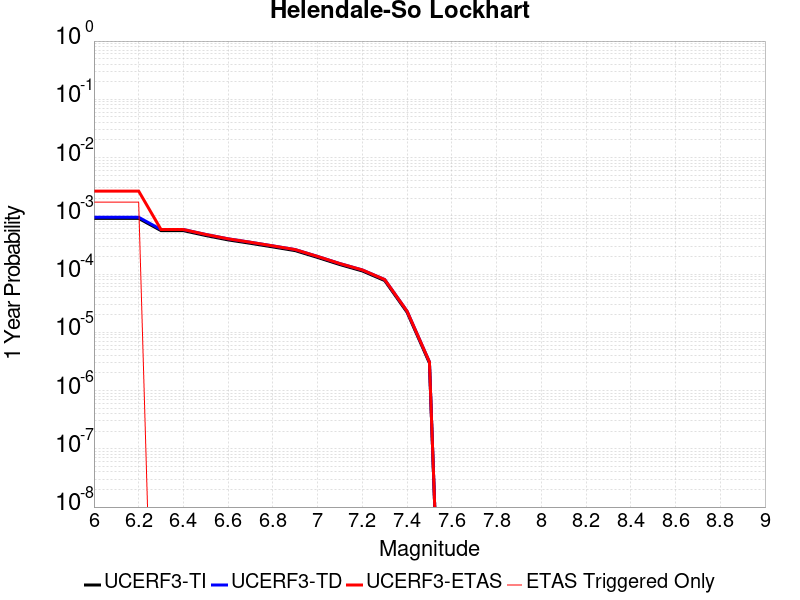 Helendale-So Lockhart
10^0
10^-1
10^-2
10^-3
10^-4
10^-5
10^-6
10^-7
10^-8
1 Year Probability
6 6.2 6.4 6.6 6.8 7 7.2 7.4 7.6 7.8 8 8.2 8.4 8.6 8.8 9
Magnitude
UCERF3-TI UCERF3-TD UCERF3-ETAS ETAS Triggered Only